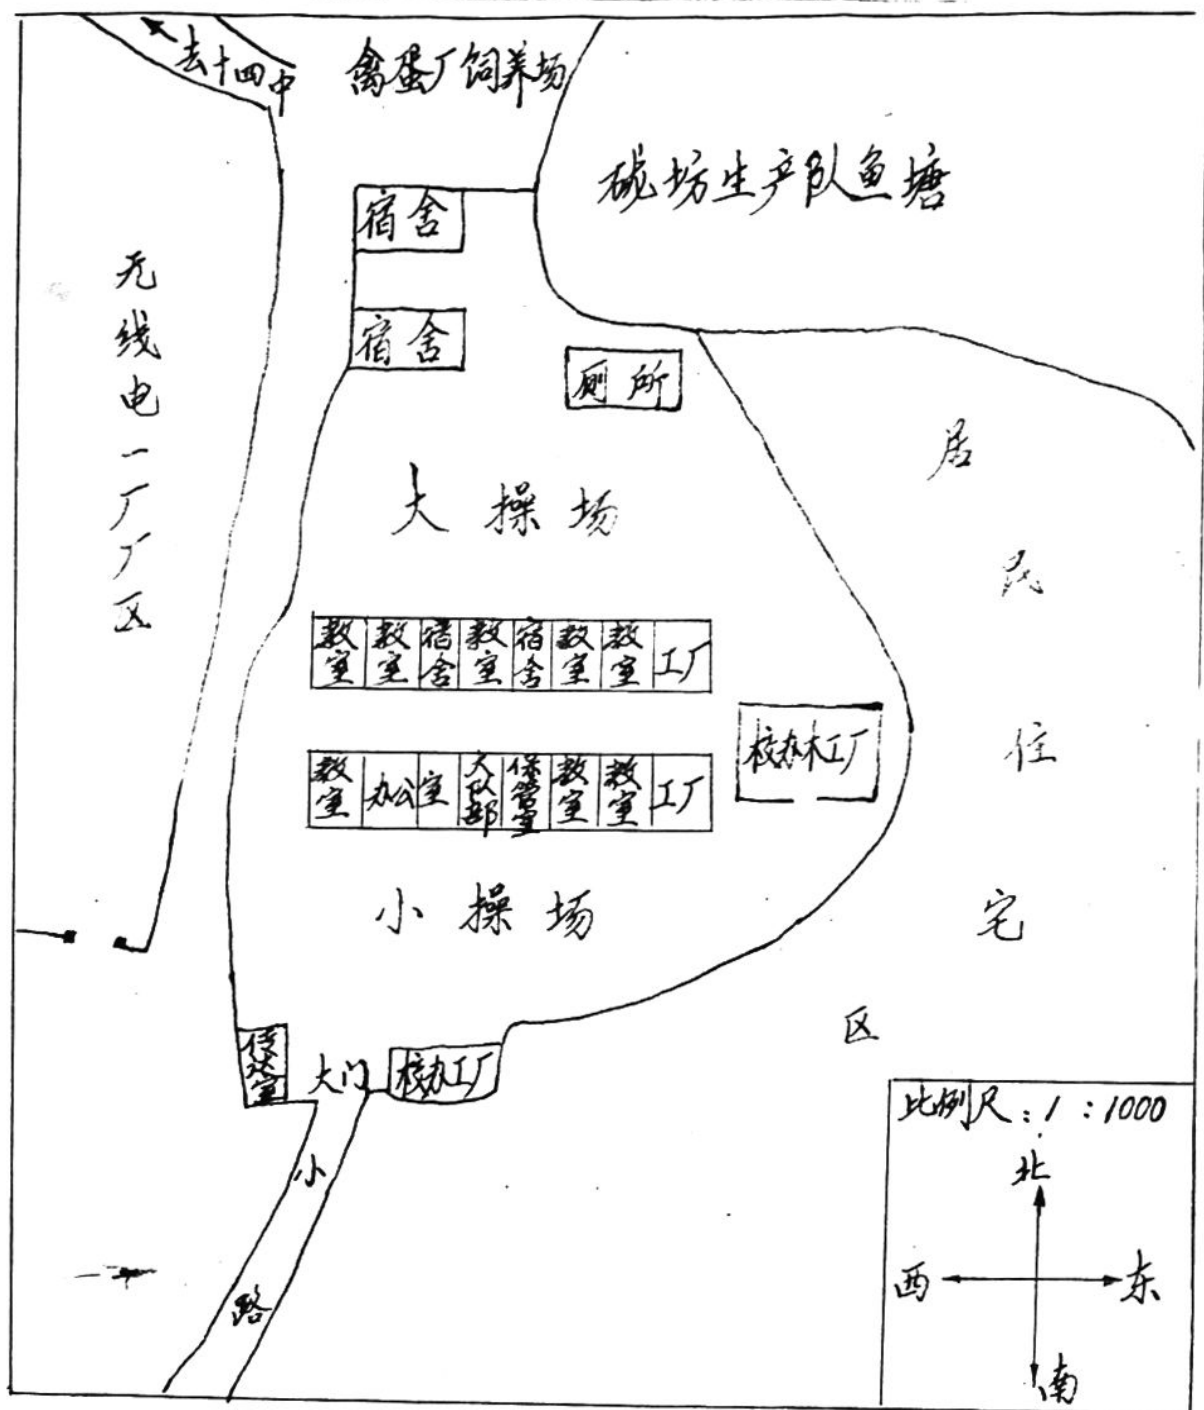 去十四中
禽蛋厂饲养场
硫坊生产队鱼塘
宿舍
无线电一厂厂区
宿舍
厕所
居民住宅区
大操场
教室 教室 宿舍 教室 宿舍 教室 教室 工厂
校办木工厂
教室 办公室 大队部 保管室 教室 教室 工厂
小操场
传达室
大门
校办工厂
小路
比例尺:1:1000
北
西
东
南